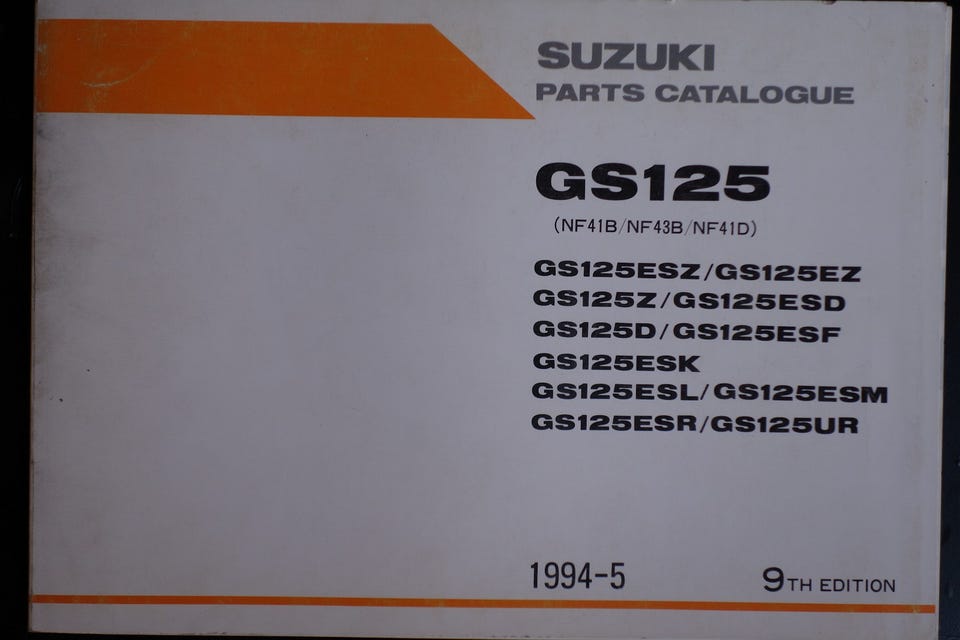 SUZUKI
PARTS CATALOGUE
GS125
(NF41B/NF43B/NF41D)
GS125ESZ/GS125EZ
GS125Z/GS125ESD
GS125D/GS125ESF
GS125ESK
GS125ESL/GS125ESM
GS125ESR/GS125UR
1994-5 9TH EDITION